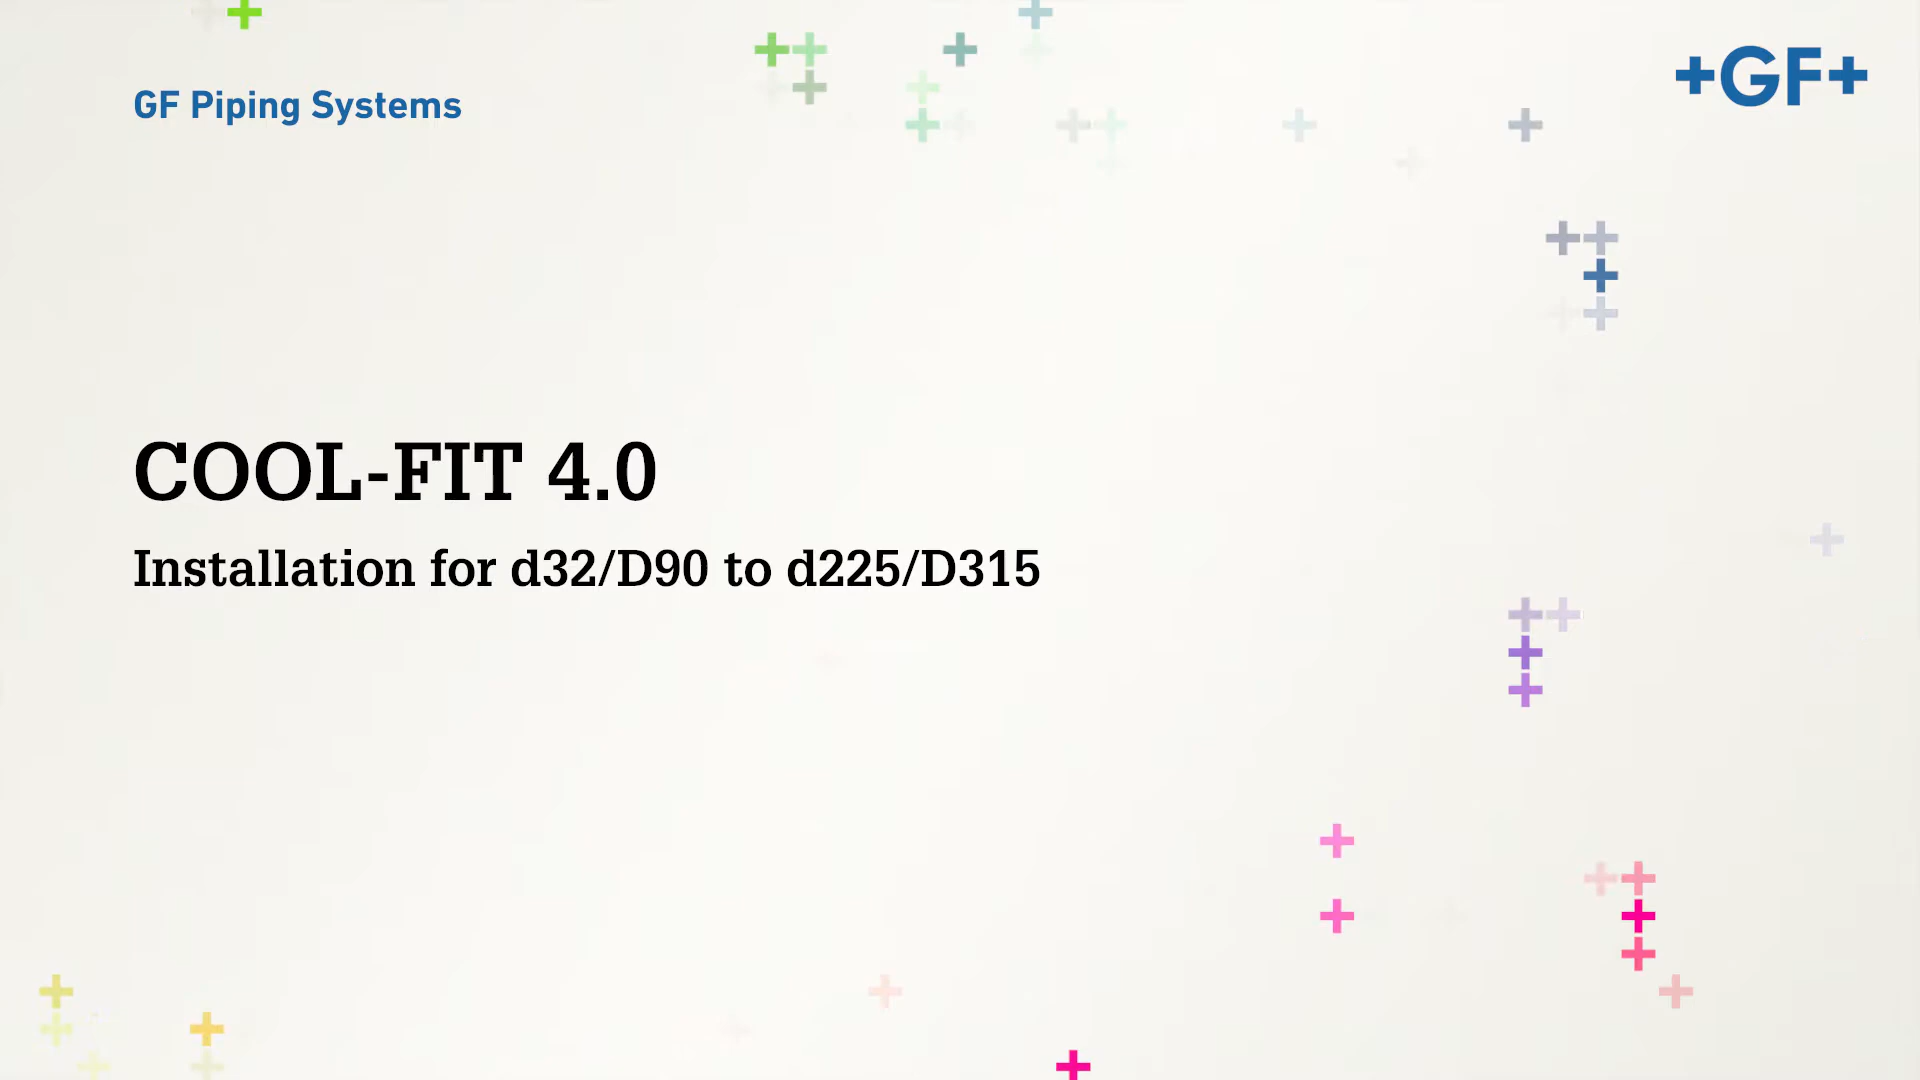 GF Piping Systems
+GF+
COOL-FIT 4.0
Installation for d32/D90 to d225/D315